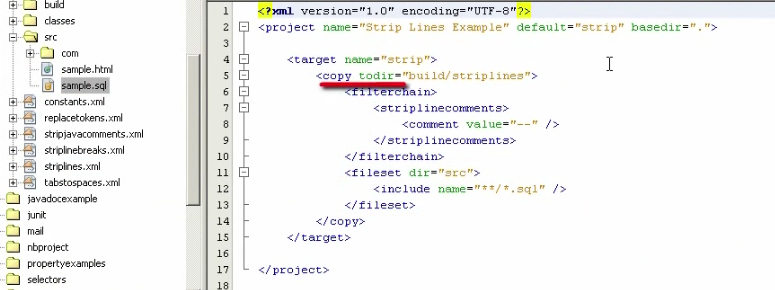 build
classes
src
com
sample.html
sample.sql
constants.xml
replacetokens.xml
stripjavacomments.xml
striplinebreaks.xml
striplines.xml
tabstospaces.xml
javadocexample
junit
mail
nbproject
propertyexamples
selectors
1 <?xml version="1.0" encoding="UTF-8"?>
2 <project name="Strip Lines Example" default="strip" basedir=".">
3
4 <target name="strip">
5 <copy todir="build/striplines">
6 <filterchain>
7 <striplinecomments>
8 <comment value="--" />
9 </striplinecomments>
10 </filterchain>
11 <fileset dir="src">
12 <include name="**/*.sql" />
13 </fileset>
14 </copy>
15 </target>
16
17 </project>
18